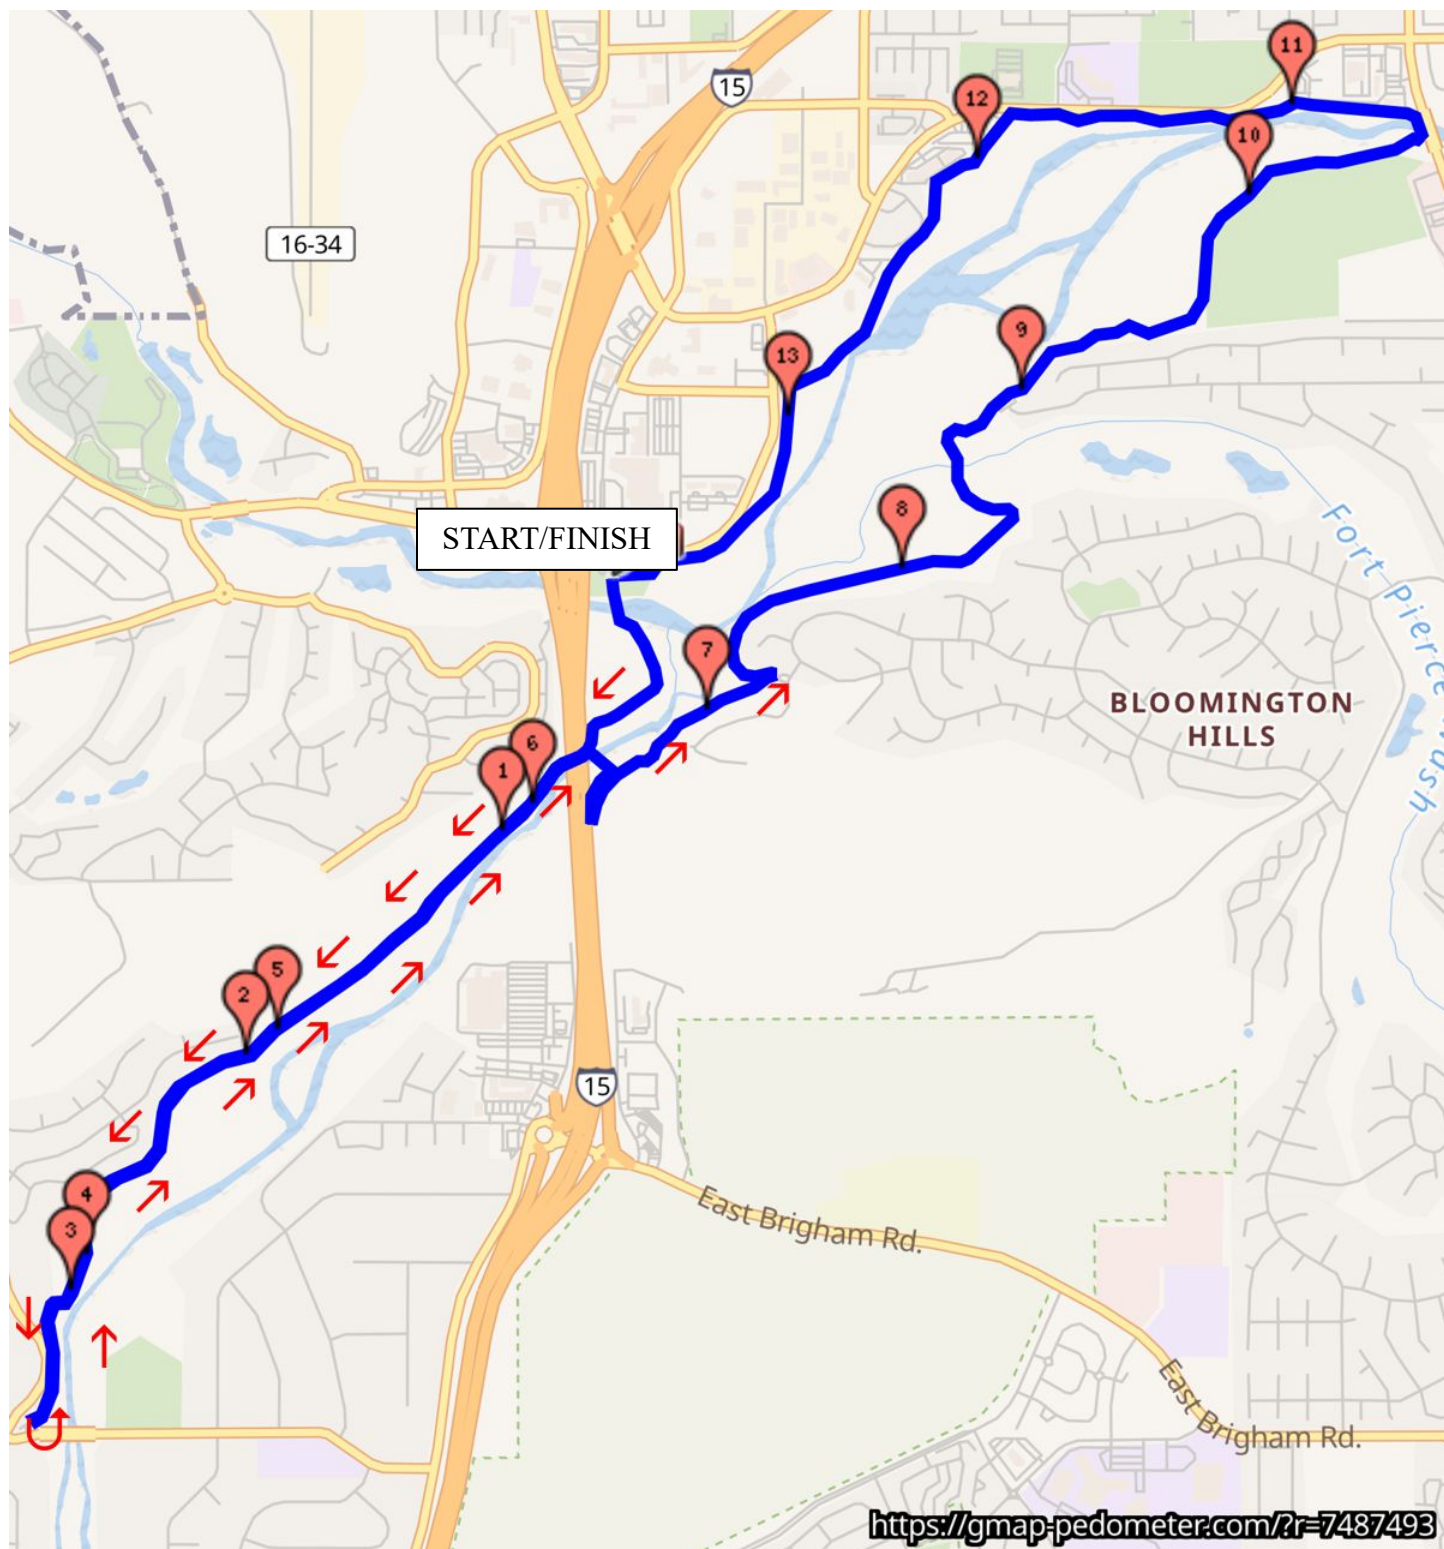 11
15
12
10
16-34
9
13
8
START/FINISH
Fort Pierce Wash
7
BLOOMINGTON
HILLS
6
1
5
2
15
4
3
East Brigham Rd.
East Brigham Rd.
https://gmap-pedometer.com/?r=7487493